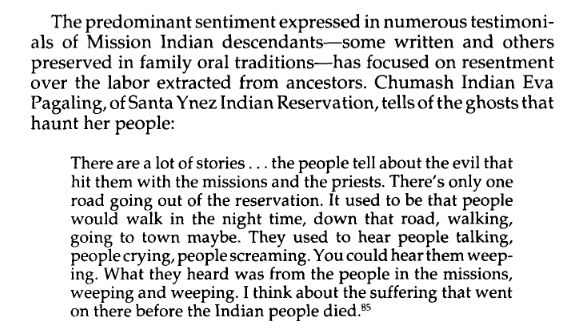 The predominant sentiment expressed in numerous testimoni-
als of Mission Indian descendants—some written and others
preserved in family oral traditions—has focused on resentment
over the labor extracted from ancestors. Chumash Indian Eva
Pagaling, of Santa Ynez Indian Reservation, tells of the ghosts that
haunt her people:
There are a lot of stories . . . the people tell about the evil that
hit them with the missions and the priests. There's only one
road going out of the reservation. It used to be that people
would walk in the night time, down that road, walking,
going to town maybe. They used to hear people talking,
people crying, people screaming. You could hear them weep-
ing. What they heard was from the people in the missions,
weeping and weeping. I think about the suffering that went
on there before the Indian people died.⁸⁵